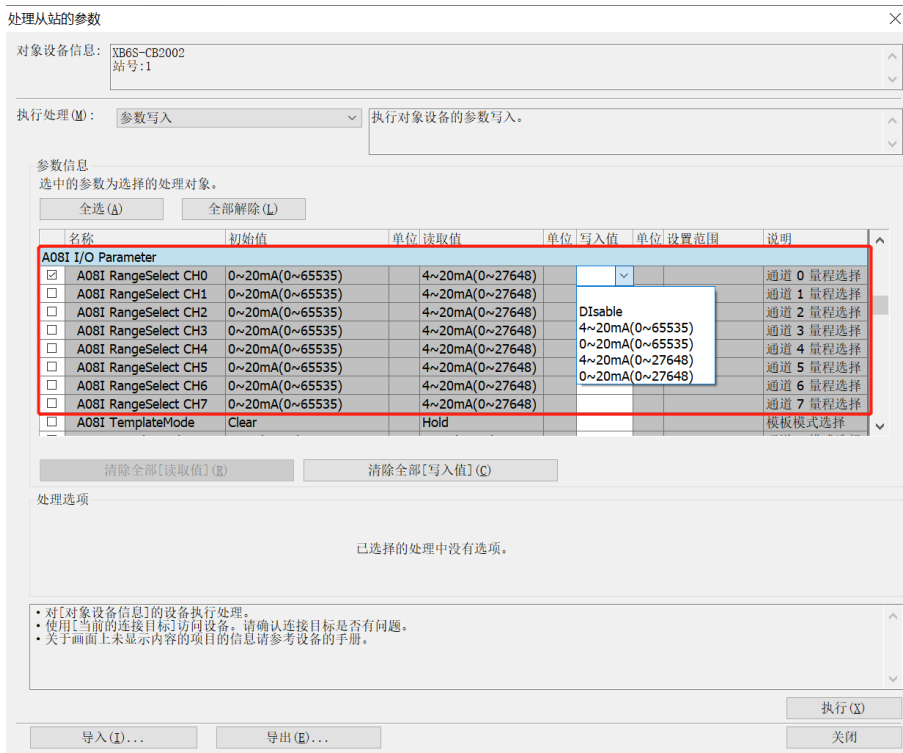 处理从站的参数
对象设备信息: XB6S-CB2002
站号:1
执行处理(M): 参数写入 执行对象设备的参数写入。
参数信息
选中的参数为选择的处理对象。
全选(A) 全部解除(L)
名称 初始值 单位 读取值 单位 写入值 单位 设置范围 说明
A08I I/O Parameter
A08I RangeSelect CH0 0~20mA(0~65535) 4~20mA(0~27648) 通道 0 量程选择
A08I RangeSelect CH1 0~20mA(0~65535) 4~20mA(0~27648) 通道 1 量程选择
A08I RangeSelect CH2 0~20mA(0~65535) 4~20mA(0~27648) DIsable 通道 2 量程选择
A08I RangeSelect CH3 0~20mA(0~65535) 4~20mA(0~27648) 4~20mA(0~65535) 通道 3 量程选择
A08I RangeSelect CH4 0~20mA(0~65535) 4~20mA(0~27648) 0~20mA(0~65535) 通道 4 量程选择
A08I RangeSelect CH5 0~20mA(0~65535) 4~20mA(0~27648) 4~20mA(0~27648) 通道 5 量程选择
A08I RangeSelect CH6 0~20mA(0~65535) 4~20mA(0~27648) 0~20mA(0~27648) 通道 6 量程选择
A08I RangeSelect CH7 0~20mA(0~65535) 4~20mA(0~27648) 通道 7 量程选择
A08I TemplateMode Clear Hold 模板模式选择
清除全部[读取值](R) 清除全部[写入值](C)
处理选项
已选择的处理中没有选项。
• 对[对象设备信息]的设备执行处理。
• 使用[当前的连接目标]访问设备。请确认连接目标是否有问题。
• 关于画面上未显示内容的项目的信息请参考设备的手册。
执行(X)
导入(I)... 导出(E)... 关闭